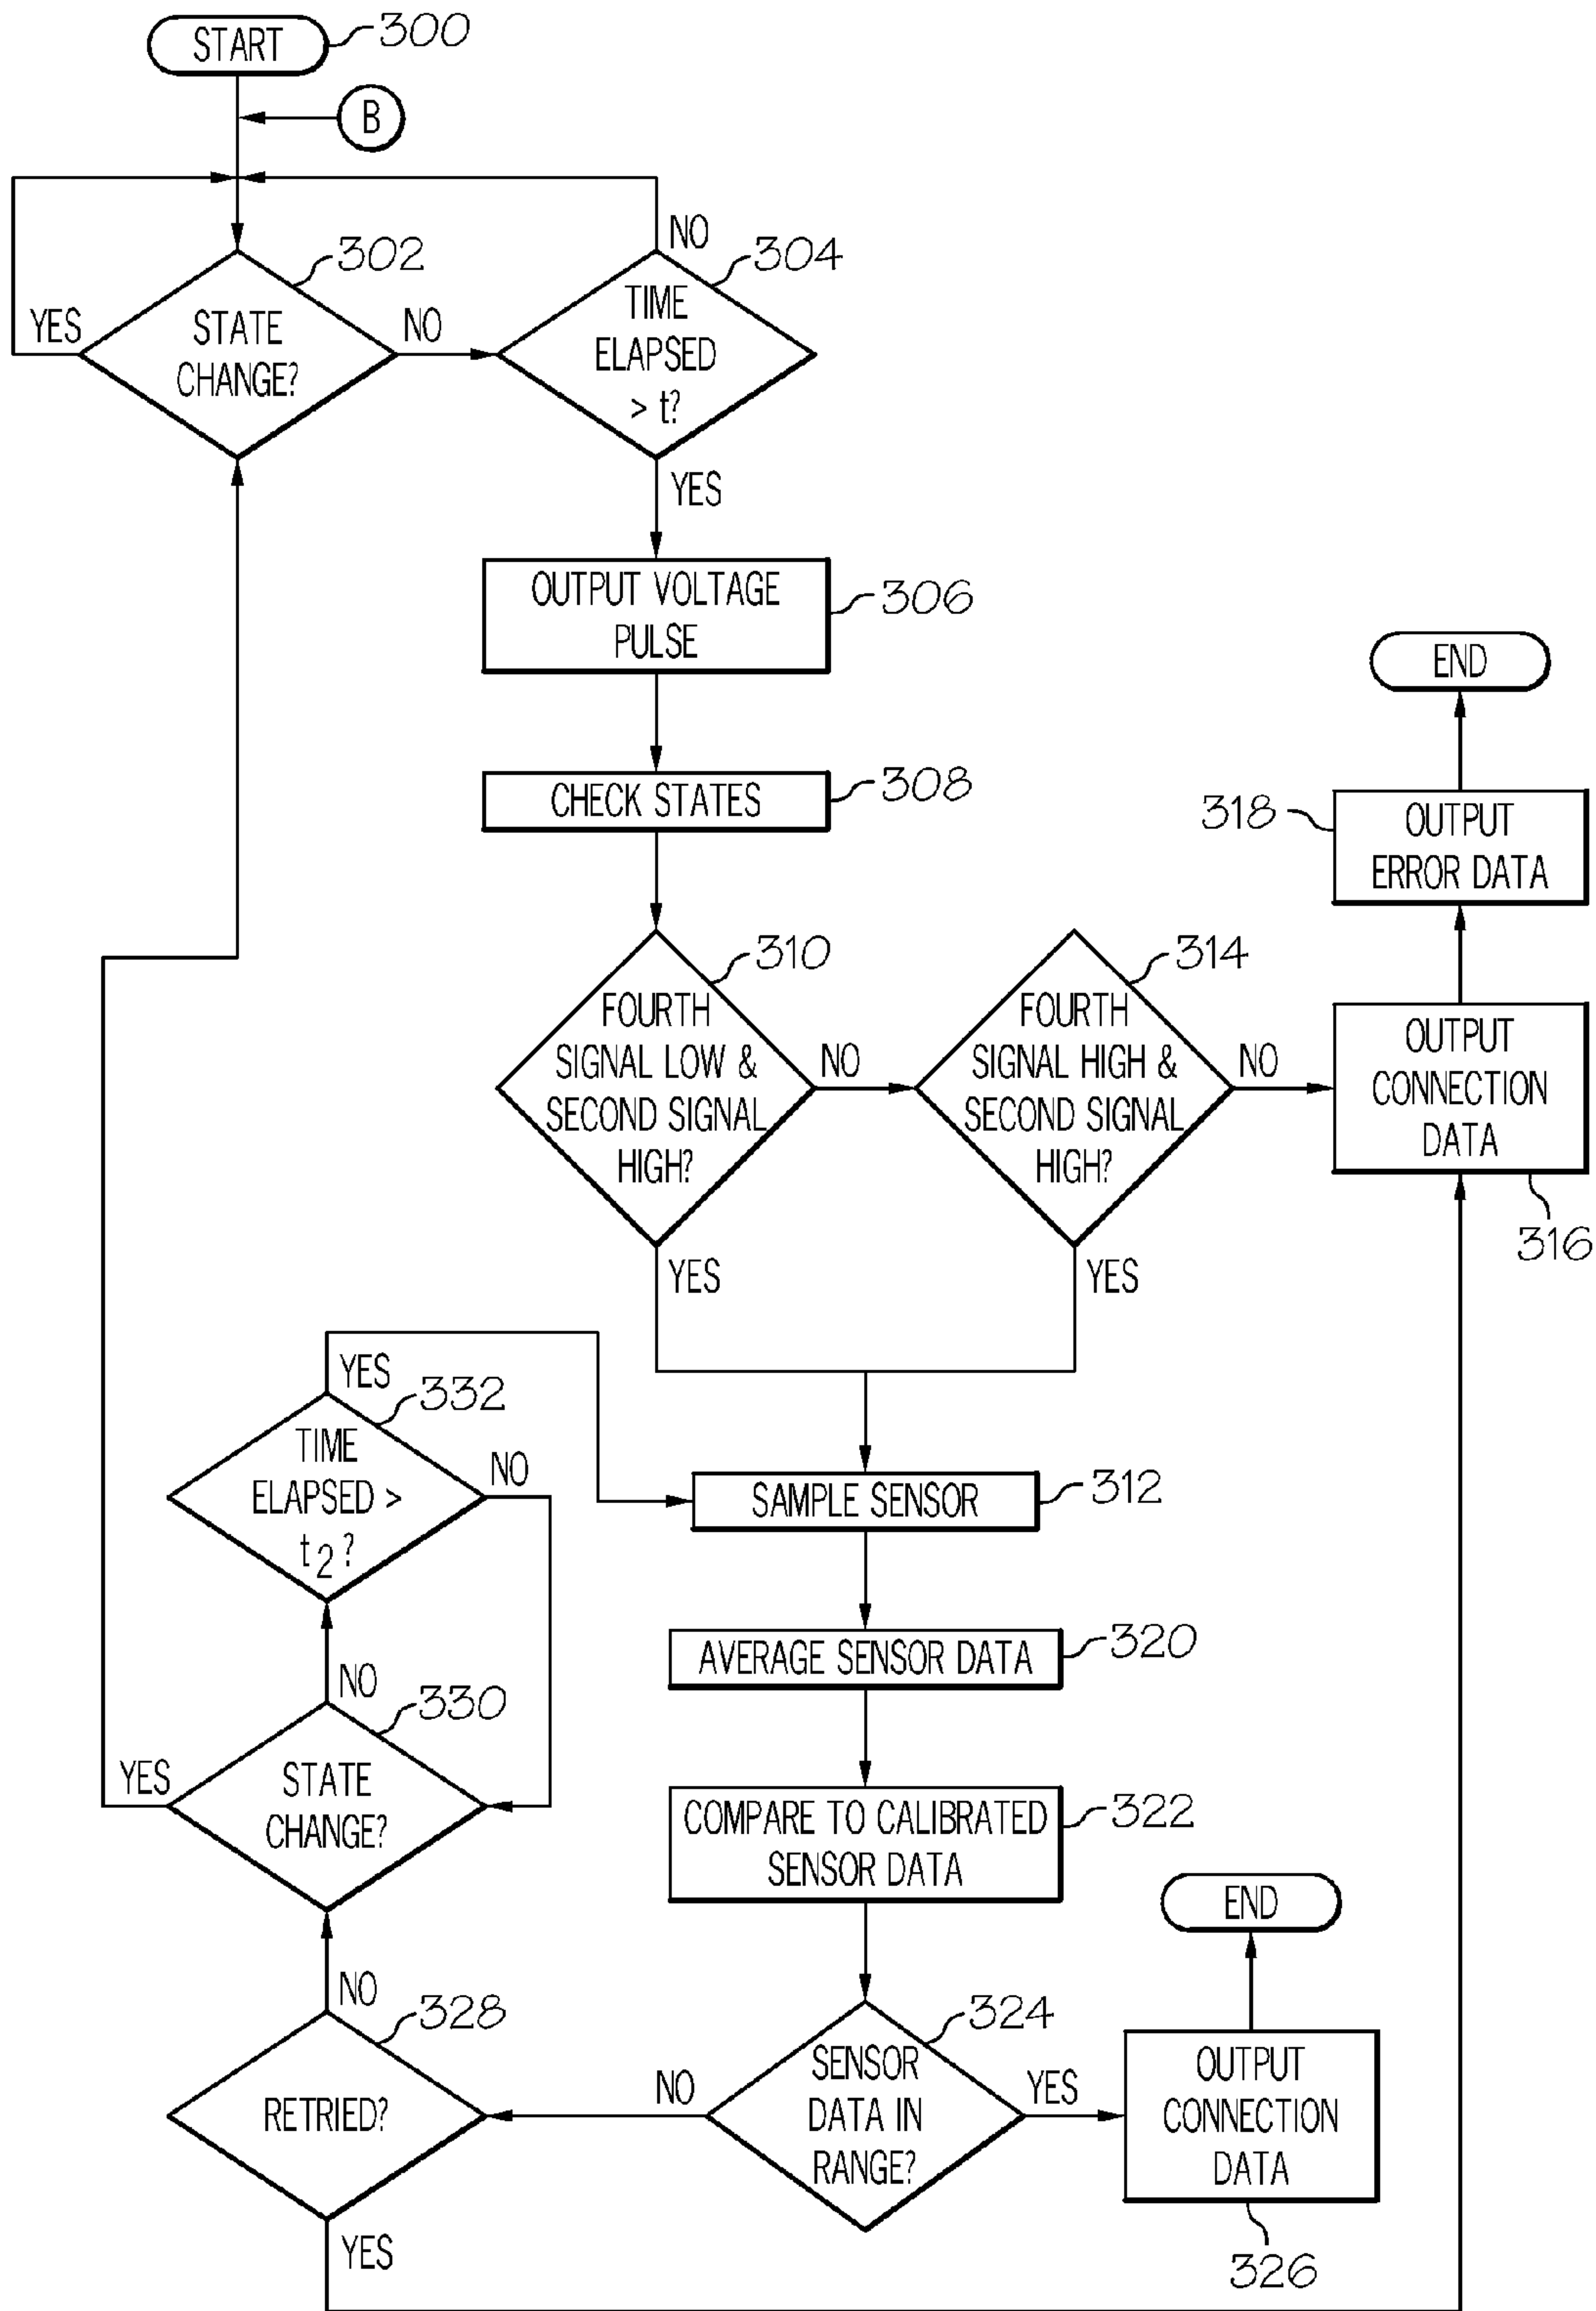 START
300
B
NO
302
304
YES
STATE
CHANGE?
NO
TIME
ELAPSED
> t?
YES
OUTPUT VOLTAGE
PULSE
306
END
CHECK STATES
308
318
OUTPUT
ERROR DATA
310
314
FOURTH
SIGNAL LOW &
SECOND SIGNAL
HIGH?
NO
FOURTH
SIGNAL HIGH &
SECOND SIGNAL
HIGH?
NO
OUTPUT
CONNECTION
DATA
316
YES
YES
YES
332
TIME
ELAPSED >
t2?
NO
SAMPLE SENSOR
312
AVERAGE SENSOR DATA
320
NO
330
YES
STATE
CHANGE?
COMPARE TO CALIBRATED
SENSOR DATA
322
END
NO
328
324
RETRIED?
NO
SENSOR
DATA IN
RANGE?
YES
OUTPUT
CONNECTION
DATA
YES
326